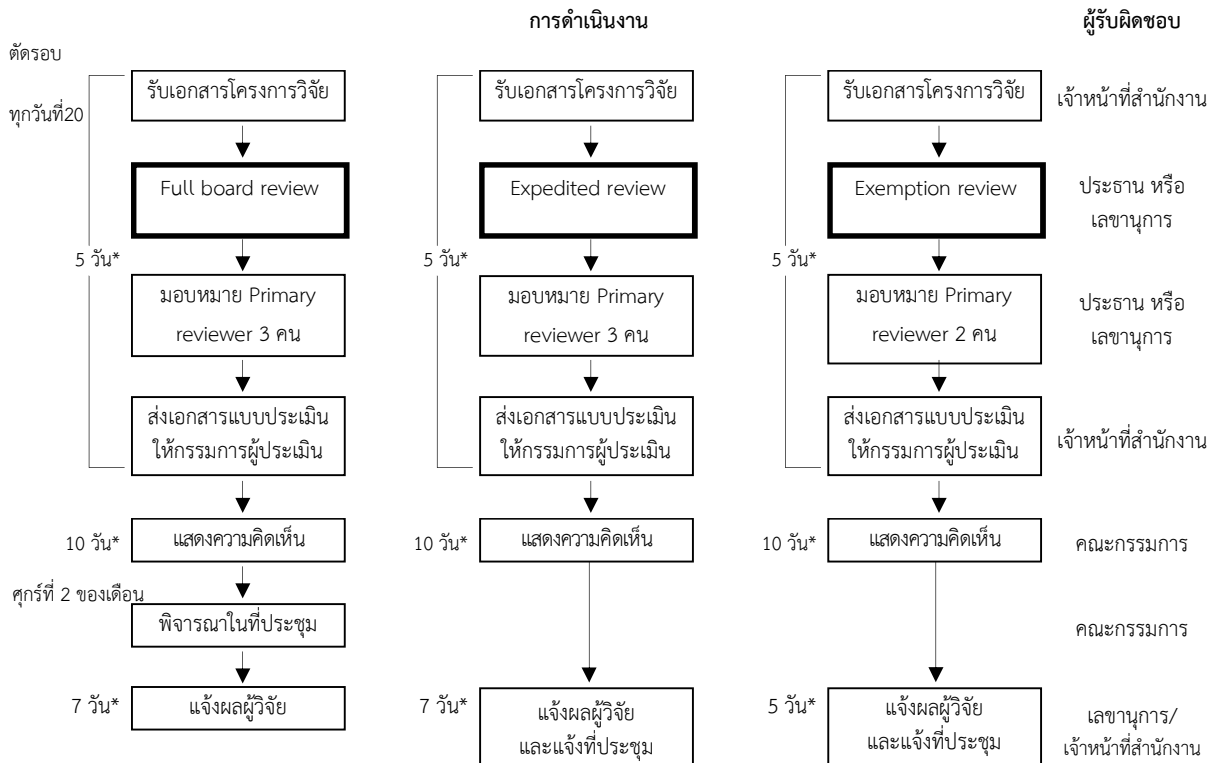 การดำเนินงาน ผู้รับผิดชอบ
ตัดรอบ
ทุกวันที่20
รับเอกสารโครงการวิจัย รับเอกสารโครงการวิจัย รับเอกสารโครงการวิจัย เจ้าหน้าที่สำนักงาน
Full board review Expedited review Exemption review ประธาน หรือ
เลขานุการ
5 วัน* 5 วัน* 5 วัน*
มอบหมาย Primary มอบหมาย Primary มอบหมาย Primary ประธาน หรือ
reviewer 3 คน reviewer 3 คน reviewer 2 คน เลขานุการ
ส่งเอกสารแบบประเมิน ส่งเอกสารแบบประเมิน ส่งเอกสารแบบประเมิน
ให้กรรมการผู้ประเมิน ให้กรรมการผู้ประเมิน ให้กรรมการผู้ประเมิน เจ้าหน้าที่สำนักงาน
10 วัน* แสดงความคิดเห็น 10 วัน* แสดงความคิดเห็น 10 วัน* แสดงความคิดเห็น คณะกรรมการ
ศุกร์ที่ 2 ของเดือน
พิจารณาในที่ประชุม คณะกรรมการ
7 วัน* แจ้งผลผู้วิจัย 7 วัน* แจ้งผลผู้วิจัย 5 วัน* แจ้งผลผู้วิจัย เลขานุการ/
และแจ้งที่ประชุม และแจ้งที่ประชุม เจ้าหน้าที่สำนักงาน